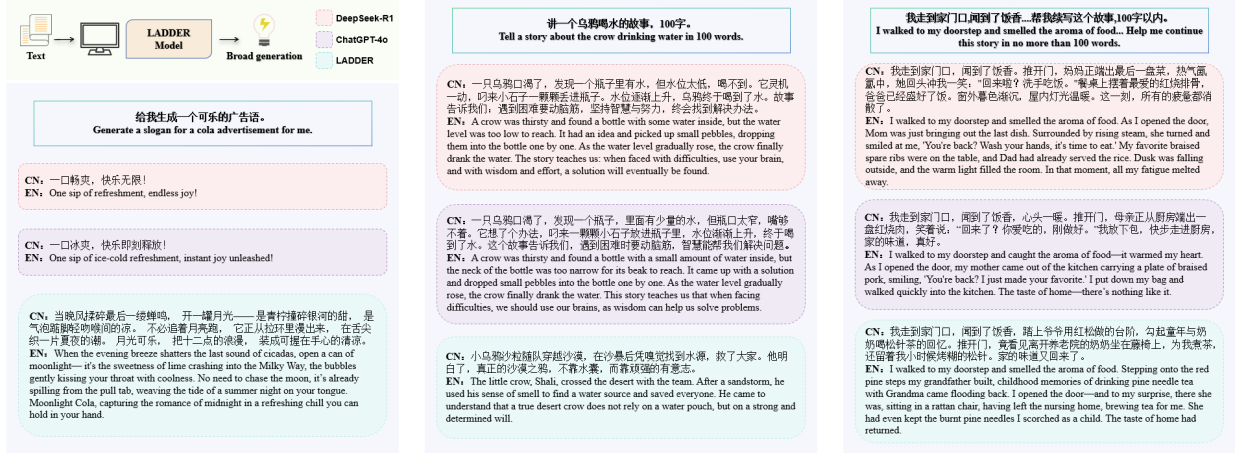 Text
LADDER
Model
Broad generation
DeepSeek-R1
ChatGPT-4o
LADDER
给我生成一个可乐的广告语。
Generate a slogan for a cola advertisement for me.
CN：一口畅爽，快乐无限！
EN：One sip of refreshment, endless joy!
CN：一口冰爽，快乐即刻释放！
EN：One sip of ice-cold refreshment, instant joy unleashed!
CN：当晚风揉碎最后一缕蝉鸣， 开一罐月光——是青柠撞碎银河的甜， 是
气泡踮脚轻吻喉间的凉。 不必追着月亮跑， 它正从拉环里漫出来， 在舌尖
织一片夏夜的潮。 月光可乐， 把十二点的浪漫， 装成可握在手心的清凉。
EN：When the evening breeze shatters the last sound of cicadas, open a can of
moonlight— it's the sweetness of lime crashing into the Milky Way, the bubbles
gently kissing your throat with coolness. No need to chase the moon, it's already
spilling from the pull tab, weaving the tide of a summer night on your tongue.
Moonlight Cola, capturing the romance of midnight in a refreshing chill you can
hold in your hand.
讲一个乌鸦喝水的故事，100字。
Tell a story about the crow drinking water in 100 words.
CN：一只乌鸦口渴了，发现一个瓶子里有水，但水位太低，喝不到。它灵机
一动，叼来小石子一颗颗丢进瓶子。水位逐渐上升，乌鸦终于喝到了水。故事
告诉我们，遇到困难要动脑筋，坚持智慧与努力，终会找到解决办法。
EN：A crow was thirsty and found a bottle with some water inside, but the water
level was too low to reach. It had an idea and picked up small pebbles, dropping
them into the bottle one by one. As the water level gradually rose, the crow finally
drank the water. The story teaches us: when faced with difficulties, use your brain,
and with wisdom and effort, a solution will eventually be found.
CN：一只乌鸦口渴了，发现一个瓶子，里面有少量的水，但瓶口太窄，嘴够
不着。它想了个办法，叼来一颗颗小石子放进瓶子里，水位渐渐上升，终于喝
到了水。这个故事告诉我们，遇到困难时要动脑筋，智慧能帮我们解决问题。
EN：A crow was thirsty and found a bottle with a small amount of water inside, but
the neck of the bottle was too narrow for its beak to reach. It came up with a solution
and dropped small pebbles into the bottle one by one. As the water level gradually
rose, the crow finally drank the water. This story teaches us that when facing
difficulties, we should use our brains, as wisdom can help us solve problems.
CN：小乌鸦沙粒随队穿越沙漠，在沙暴后凭嗅觉找到水源，救了大家。他明
白了，真正的沙漠之鸦，不靠水囊，而靠顽强的有意志。
EN：The little crow, Shali, crossed the desert with the team. After a sandstorm, he
used his sense of smell to find a water source and saved everyone. He came to
understand that a true desert crow does not rely on a water pouch, but on a strong and
determined will.
我走到家门口,闻到了饭香....帮我续写这个故事,100字以内。
I walked to my doorstep and smelled the aroma of food... Help me continue
this story in no more than 100 words.
CN：我走到家门口，闻到了饭香。推开门，妈妈正端出最后一盘菜，热气氤
氲中，她回头冲我一笑，"回来啦？洗手吃饭。"餐桌上摆着最爱的红烧排骨，
爸爸已经盛好了饭。窗外暮色渐沉，屋内灯光温暖。这一刻，所有的疲惫都消
散了。
EN：I walked to my doorstep and smelled the aroma of food. As I opened the door,
Mom was just bringing out the last dish. Surrounded by rising steam, she turned and
smiled at me, 'You're back? Wash your hands, it's time to eat.' My favorite braised
spare ribs were on the table, and Dad had already served the rice. Dusk was falling
outside, and the warm light filled the room. In that moment, all my fatigue melted
away.
CN：我走到家门口，闻到了饭香，心头一暖。推开门，母亲正从厨房端出一
盘红烧肉，笑着说："回来了？你爱吃的，刚做好。"我放下包，快步走进厨房，
家的味道，真好。
EN：I walked to my doorstep and caught the aroma of food—it warmed my heart.
As I opened the door, my mother came out of the kitchen carrying a plate of braised
pork, smiling, 'You're back? I just made your favorite.' I put down my bag and
walked quickly into the kitchen. The taste of home—there's nothing like it.
CN：我走到家门口，闻到了饭香，踏上爷爷用红松做的台阶，勾起童年与奶
奶喝松针茶的回忆。推开门，竟看见离开养老院的奶奶坐在藤椅上，为我煮茶，
还留着我小时候烤糊的松针。家的味道又回来了。
EN：I walked to my doorstep and smelled the aroma of food. Stepping onto the red
pine steps my grandfather built, childhood memories of drinking pine needle tea
with Grandma came flooding back. I opened the door—and to my surprise, there she
was, sitting in a rattan chair, having left the nursing home, brewing tea for me. She
had even kept the burnt pine needles I scorched as a child. The taste of home had
returned.